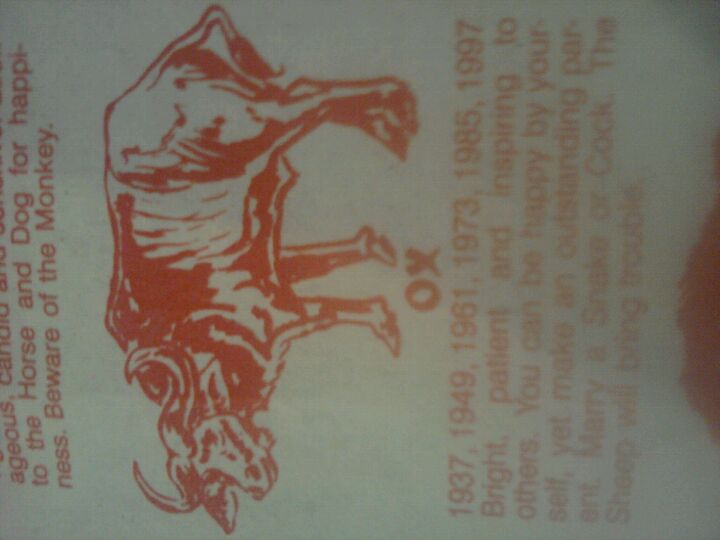 ageous, candid and
to the Horse and Dog for happi-
ness. Beware of the Monkey.
OX
1937, 1949, 1961, 1973, 1985, 1997
Bright, patient and inspiring to
others. You can be happy by your-
self, yet make an outstanding par-
ent. Marry a Snake or Cock. The
Sheep will bring trouble.